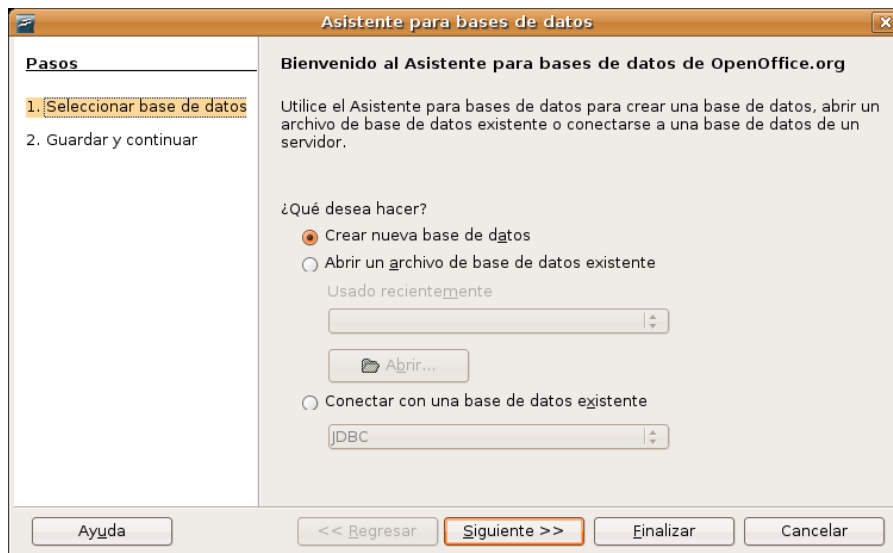 Asistente para bases de datos
Pasos
1. Seleccionar base de datos
2. Guardar y continuar
Bienvenido al Asistente para bases de datos de OpenOffice.org
Utilice el Asistente para bases de datos para crear una base de datos, abrir un
archivo de base de datos existente o conectarse a una base de datos de un
servidor.
¿Qué desea hacer?
Crear nueva base de datos
Abrir un archivo de base de datos existente
Usado recientemente
Abrir...
Conectar con una base de datos existente
JDBC
Ayuda
<< Regresar
Siguiente >>
Finalizar
Cancelar